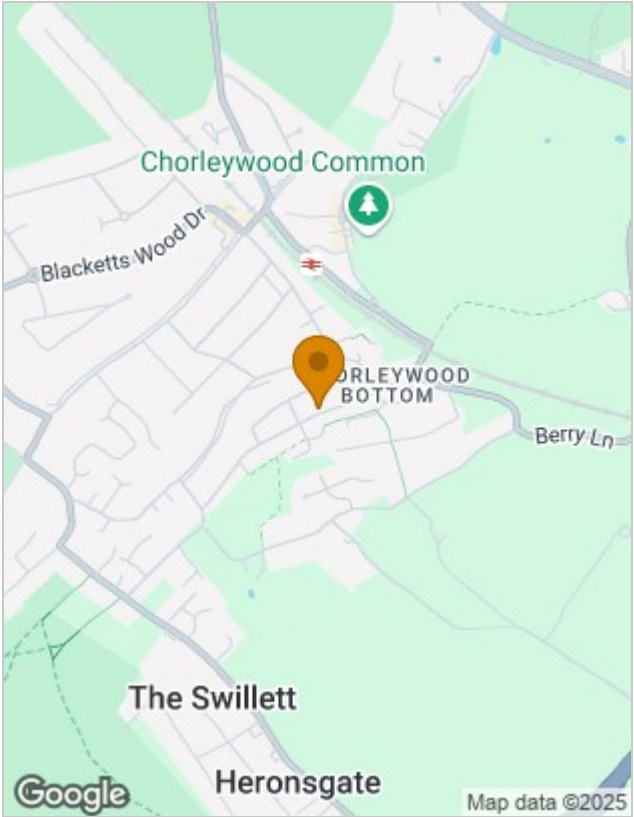 Chorleywood Common
Blacketts Wood Dr
ORLEYWOOD
BOTTOM
Berry Ln
The Swillett
Heronsgate
Google
Map data ©2025